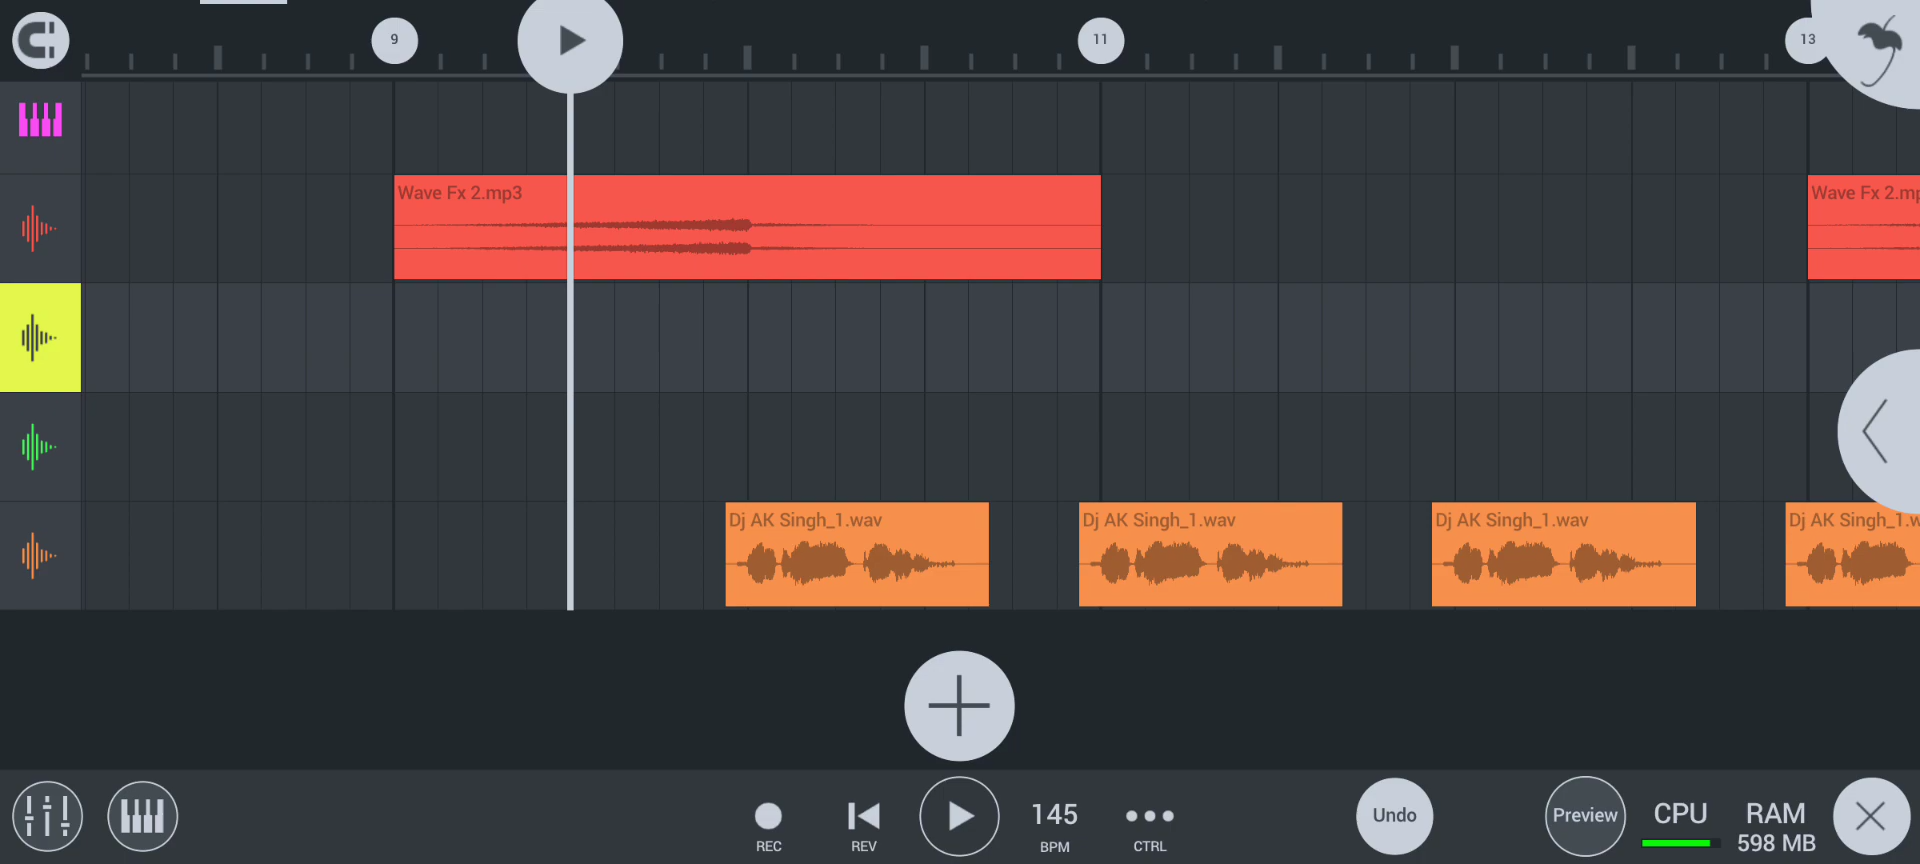 9
11
13
Wave Fx 2.mp3
Wave Fx 2.mp
Dj AK Singh_1.wav
Dj AK Singh_1.wav
Dj AK Singh_1.wav
Dj AK Singh_1.w
REC
REV
145
BPM
CTRL
Undo
Preview
CPU
RAM
598 MB